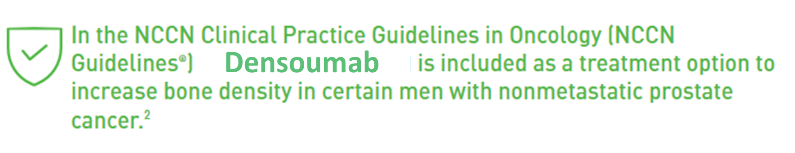 In the NCCN Clinical Practice Guidelines in Oncology (NCCN
Guidelines®) Densoumab is included as a treatment option to
increase bone density in certain men with nonmetastatic prostate
cancer.²